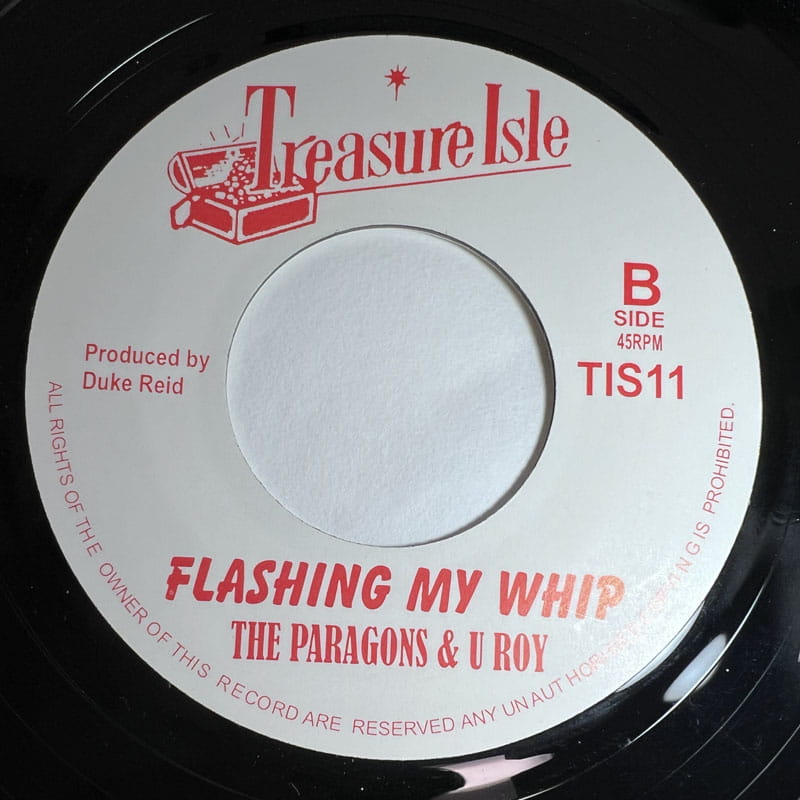 Treasure Isle
B
SIDE
45RPM
TIS11
Produced by
Duke Reid
FLASHING MY WHIP
THE PARAGONS & U ROY
ALL RIGHTS OF THE OWNER OF THIS RECORD ARE RESERVED ANY IS PROHIBITED.